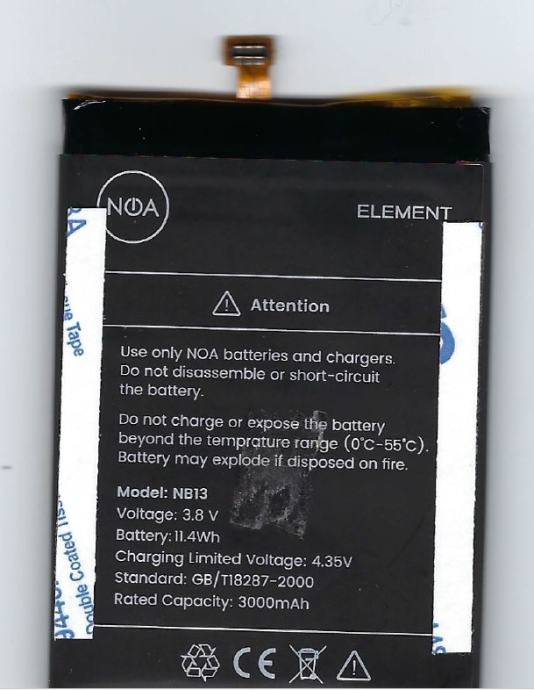 NOA
ELEMENT
Attention
Use only NOA batteries and chargers.
Do not disassemble or short-circuit
the battery.
Do not charge or expose the battery
beyond the temprature range (0°C-55°C).
Battery may explode if disposed on fire.
Model: NB13
Voltage: 3.8 V
Battery: 11.4Wh
Charging Limited Voltage: 4.35V
Standard: GB/T18287-2000
Rated Capacity: 3000mAh
CE
Tape
Double Coated